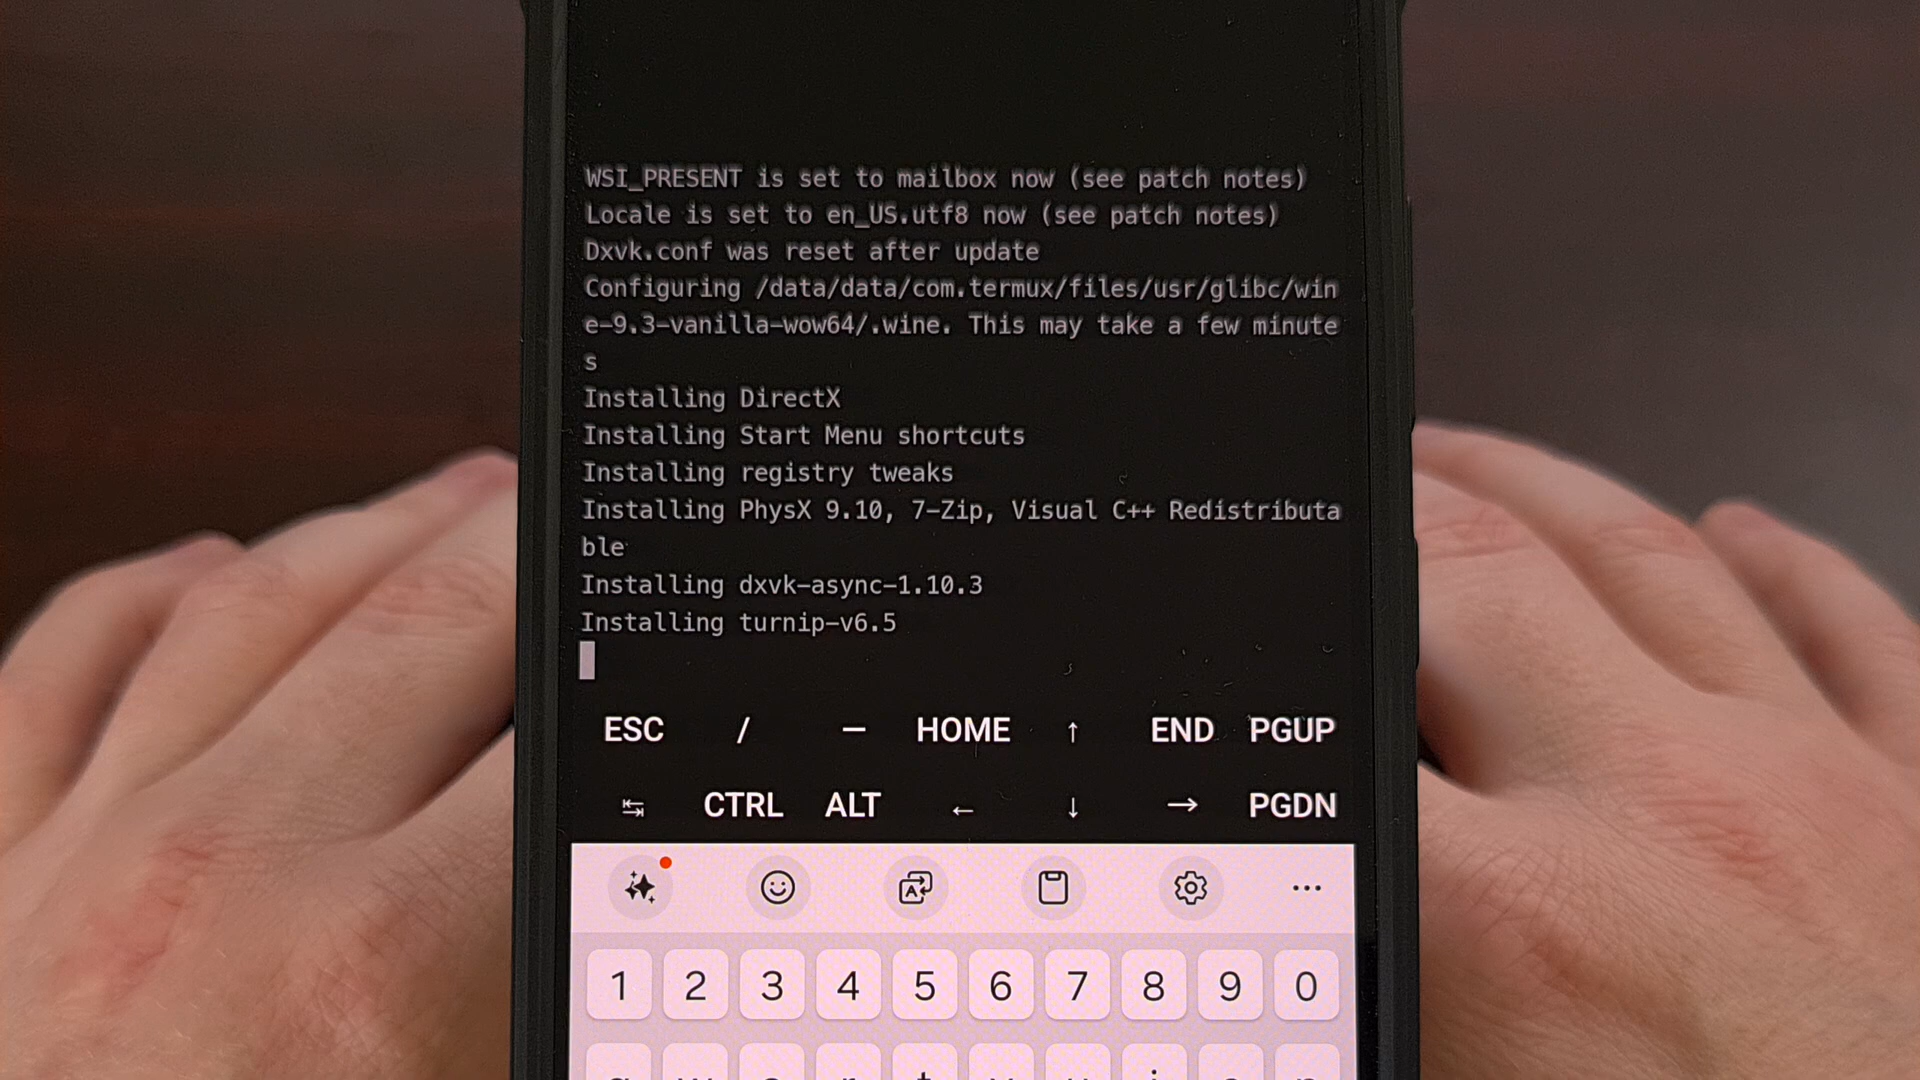 WSI_PRESENT is set to mailbox now (see patch notes)
Locale is set to en_US.utf8 now (see patch notes)
Dxvk.conf was reset after update
Configuring /data/data/com.termux/files/usr/glibc/win
e-9.3-vanilla-wow64/.wine. This may take a few minute
s
Installing DirectX
Installing Start Menu shortcuts
Installing registry tweaks
Installing PhysX 9.10, 7-Zip, Visual C++ Redistributa
ble
Installing dxvk-async-1.10.3
Installing turnip-v6.5
ESC / — HOME ↑ END PGUP
↹ CTRL ALT ← ↓ → PGDN
1 2 3 4 5 6 7 8 9 0